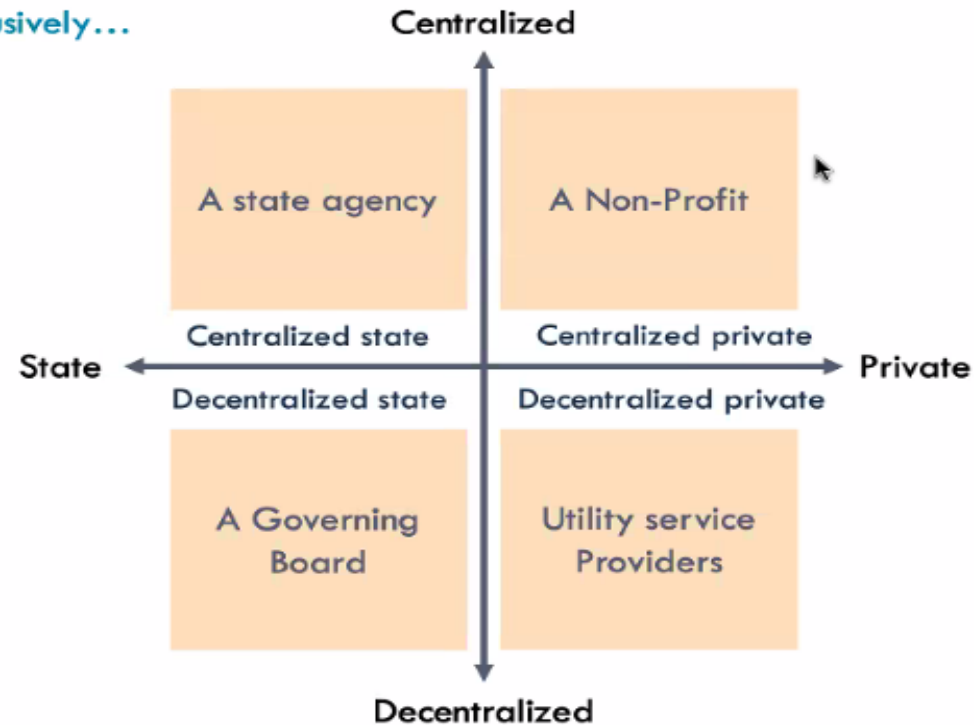 usively...
Centralized
A state agency
A Non-Profit
Centralized state
Centralized private
State
Private
Decentralized state
Decentralized private
A Governing
Board
Utility service
Providers
Decentralized